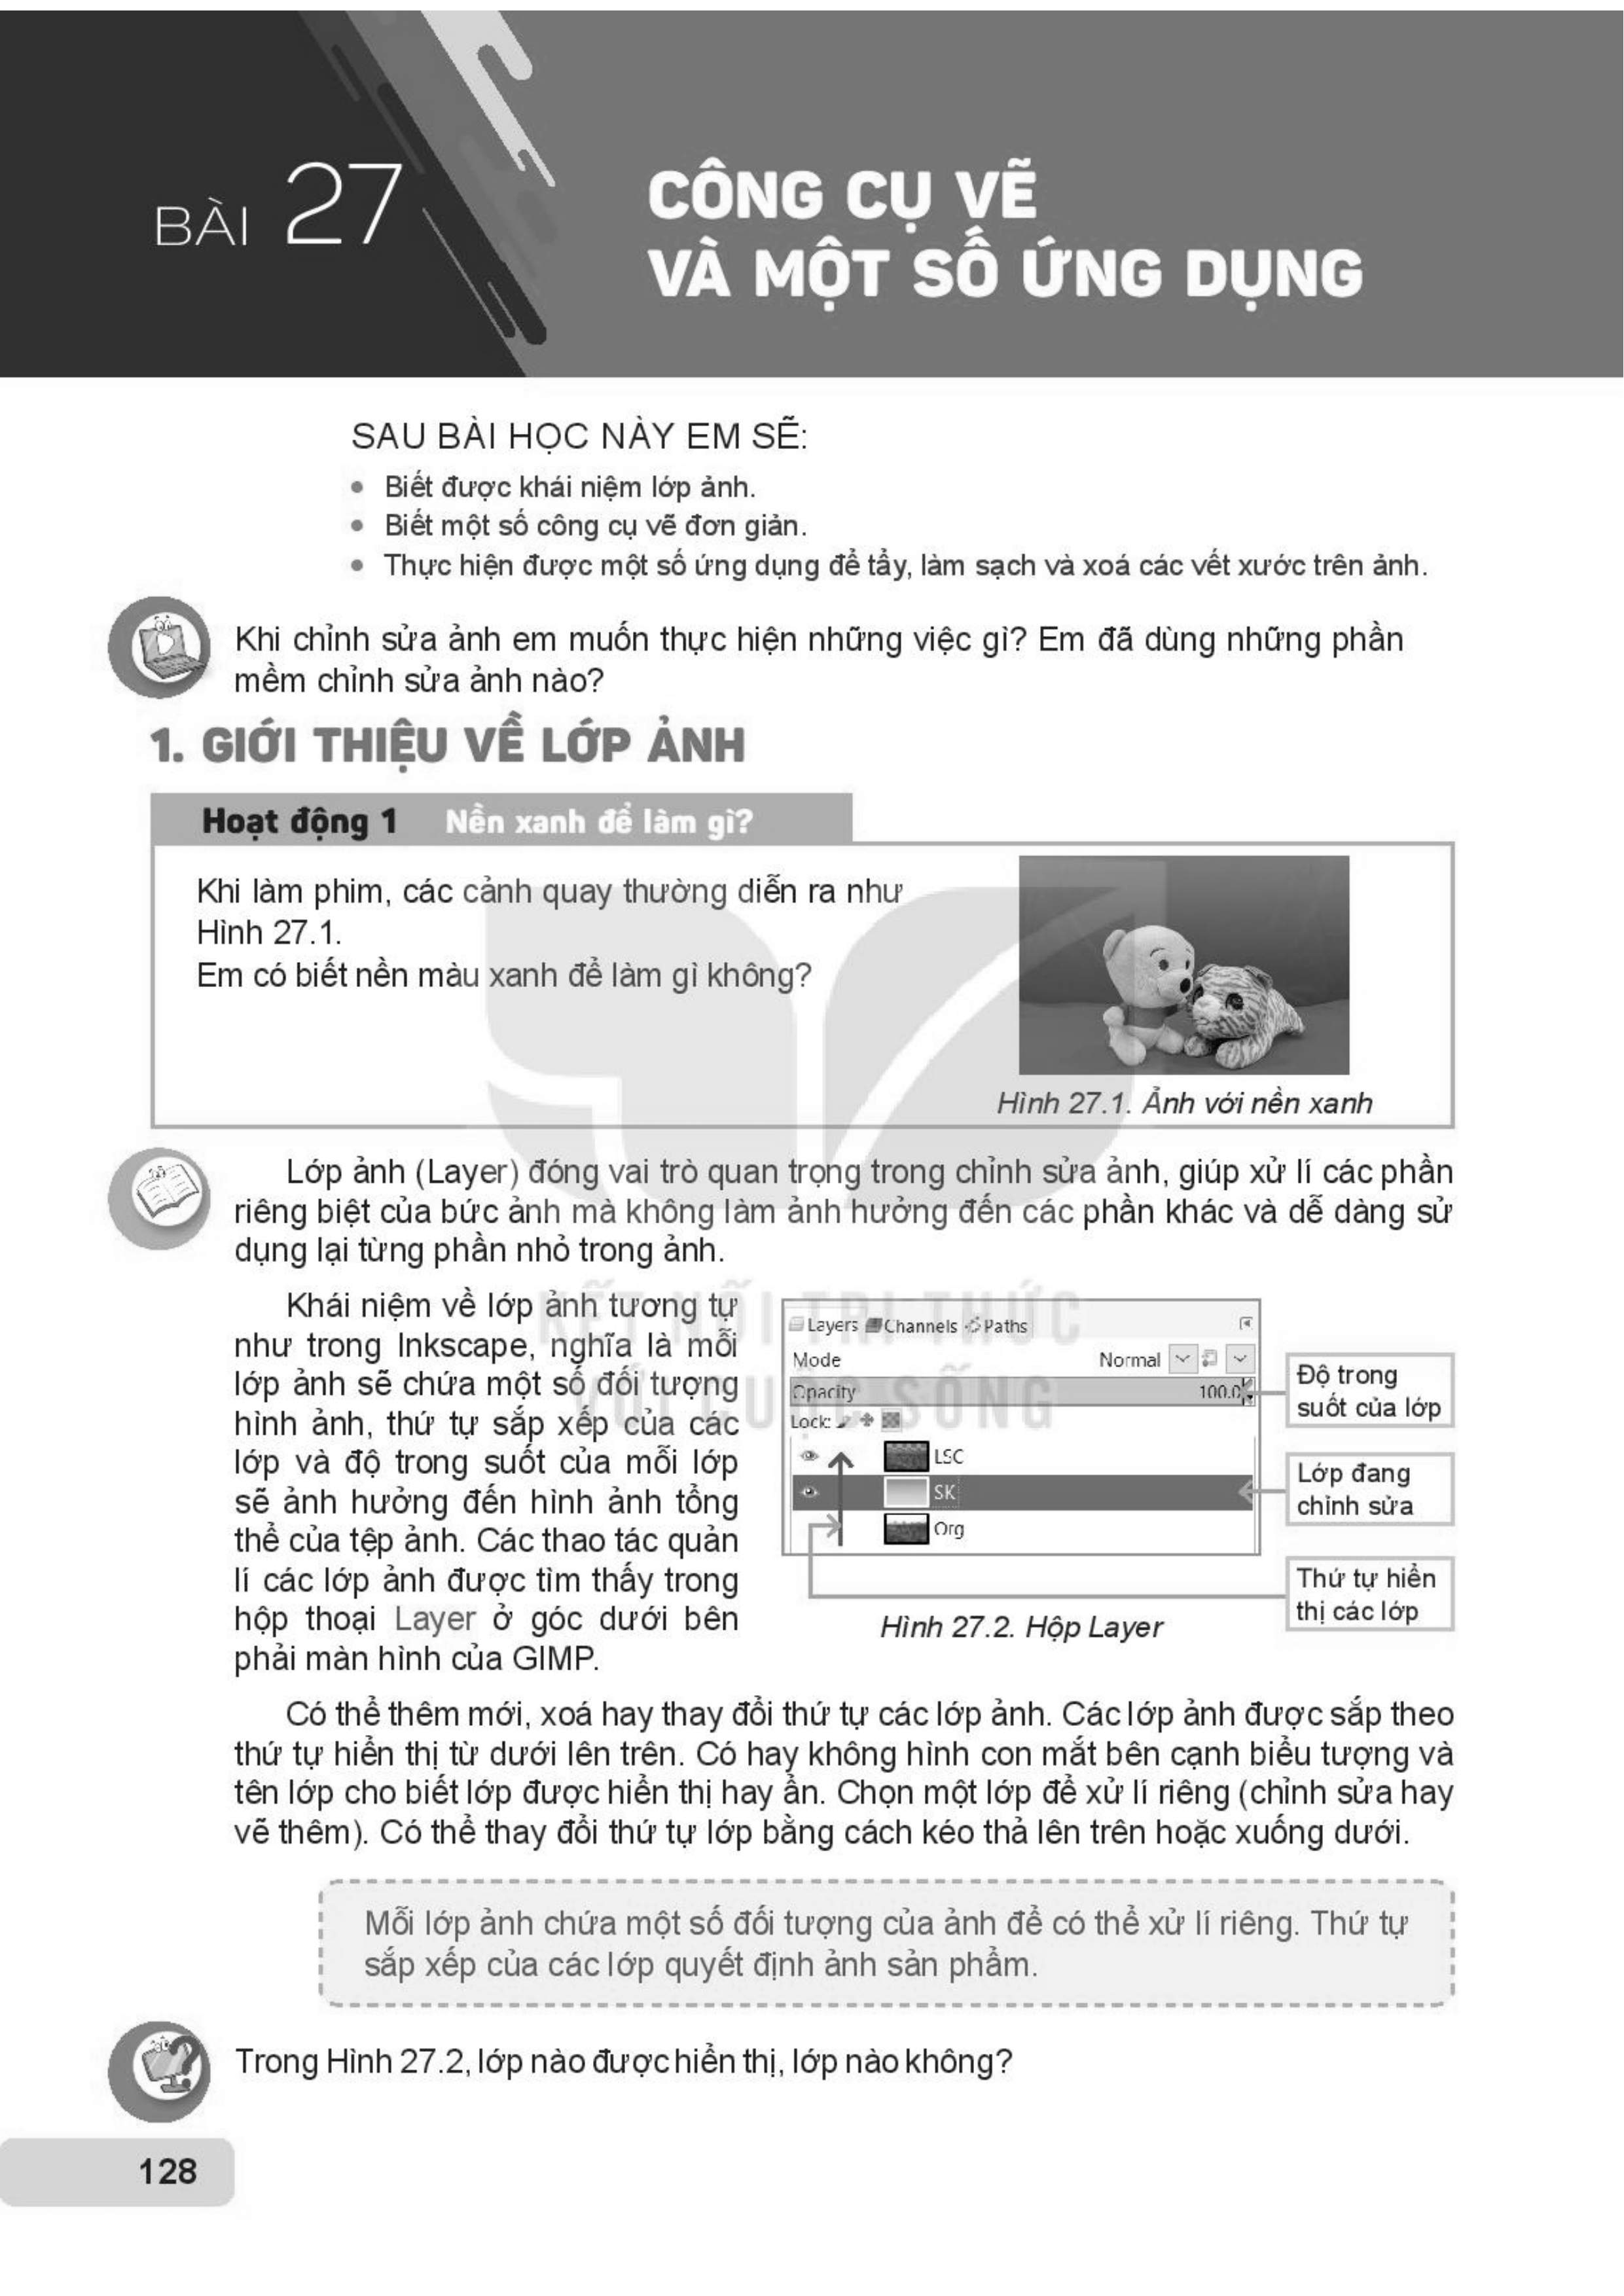 BÀI 27
CÔNG CỤ VẼ
VÀ MỘT SỐ ỨNG DỤNG
SAU BÀI HỌC NÀY EM SẼ:
• Biết được khái niệm lớp ảnh.
• Biết một số công cụ vẽ đơn giản.
• Thực hiện được một số ứng dụng để tẩy, làm sạch và xoá các vết xước trên ảnh.
Khi chỉnh sửa ảnh em muốn thực hiện những việc gì? Em đã dùng những phần
mềm chỉnh sửa ảnh nào?
1. GIỚI THIỆU VỀ LỚP ẢNH
Hoạt động 1 Nền xanh để làm gì?
Khi làm phim, các cảnh quay thường diễn ra như
Hình 27.1.
Em có biết nền màu xanh để làm gì không?
Hình 27.1. Ảnh với nền xanh
Lớp ảnh (Layer) đóng vai trò quan trọng trong chỉnh sửa ảnh, giúp xử lí các phần
riêng biệt của bức ảnh mà không làm ảnh hưởng đến các phần khác và dễ dàng sử
dụng lại từng phần nhỏ trong ảnh.
Khái niệm về lớp ảnh tương tự
như trong Inkscape, nghĩa là mỗi
lớp ảnh sẽ chứa một số đối tượng
hình ảnh, thứ tự sắp xếp của các
lớp và độ trong suốt của mỗi lớp
sẽ ảnh hưởng đến hình ảnh tổng
thể của tệp ảnh. Các thao tác quản
lí các lớp ảnh được tìm thấy trong
hộp thoại Layer ở góc dưới bên
phải màn hình của GIMP.
KẾT NỐI TRI THỨC
VỚI CUỘC SỐNG
Layers Channels Paths
Mode Normal
Opacity 100.0
Lock:
LSC
SK
Org
Độ trong
suốt của lớp
Lớp đang
chỉnh sửa
Thứ tự hiển
thị các lớp
Hình 27.2. Hộp Layer
Có thể thêm mới, xoá hay thay đổi thứ tự các lớp ảnh. Các lớp ảnh được sắp theo
thứ tự hiển thị từ dưới lên trên. Có hay không hình con mắt bên cạnh biểu tượng và
tên lớp cho biết lớp được hiển thị hay ẩn. Chọn một lớp để xử lí riêng (chỉnh sửa hay
vẽ thêm). Có thể thay đổi thứ tự lớp bằng cách kéo thả lên trên hoặc xuống dưới.
Mỗi lớp ảnh chứa một số đối tượng của ảnh để có thể xử lí riêng. Thứ tự
sắp xếp của các lớp quyết định ảnh sản phẩm.
Trong Hình 27.2, lớp nào được hiển thị, lớp nào không?
128